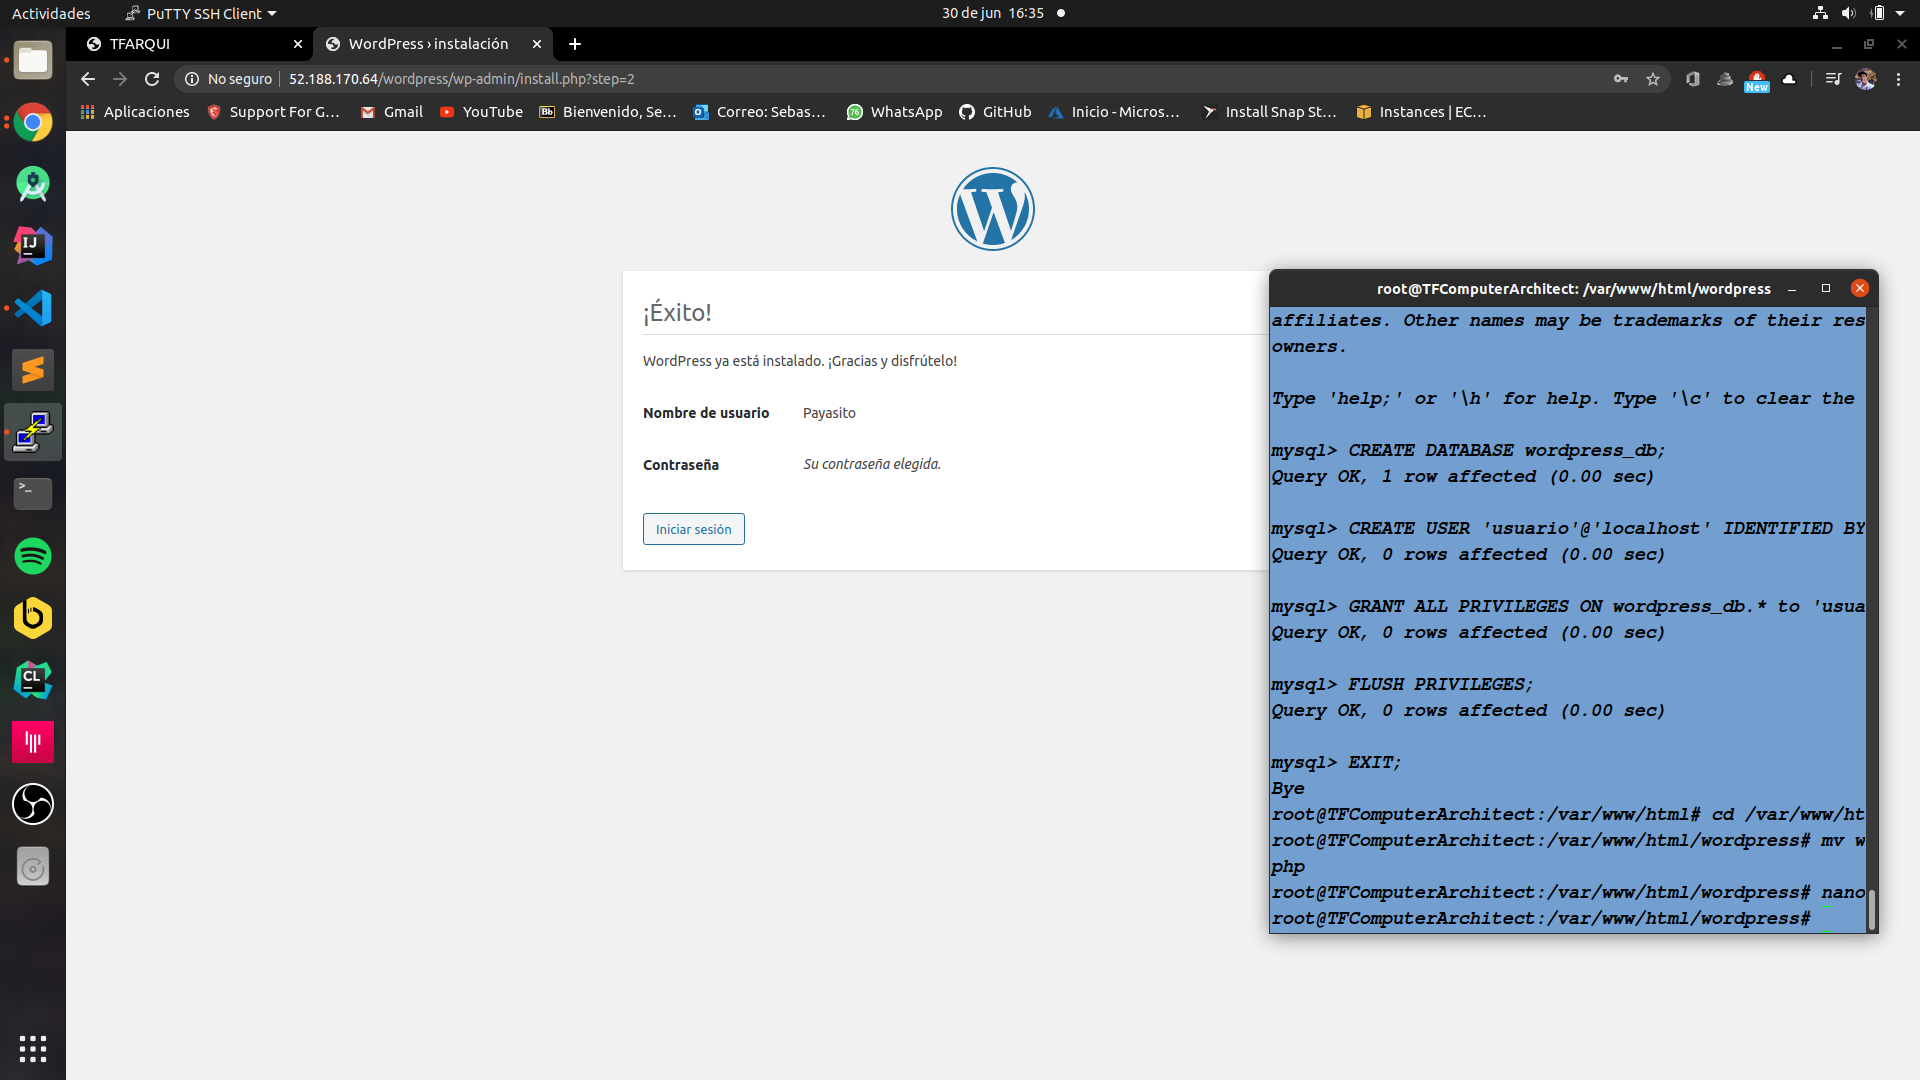 Actividades
PuTTY SSH Client
30 de jun 16:35
TFARQUI
WordPress › instalación
No seguro
52.188.170.64/wordpress/wp-admin/install.php?step=2
New
Aplicaciones
Support For G...
Gmail
YouTube
Bb
Bienvenido, Se...
Correo: Sebas...
76
WhatsApp
GitHub
Inicio - Micros...
Install Snap St...
Instances | EC...
¡Éxito!
WordPress ya está instalado. ¡Gracias y disfrútelo!
Nombre de usuario Payasito
Contraseña Su contraseña elegida.
Iniciar sesión
root@TFComputerArchitect: /var/www/html/wordpress
affiliates. Other names may be trademarks of their res
owners.
Type 'help;' or '\h' for help. Type '\c' to clear the
mysql> CREATE DATABASE wordpress_db;
Query OK, 1 row affected (0.00 sec)
mysql> CREATE USER 'usuario'@'localhost' IDENTIFIED BY
Query OK, 0 rows affected (0.00 sec)
mysql> GRANT ALL PRIVILEGES ON wordpress_db.* to 'usua
Query OK, 0 rows affected (0.00 sec)
mysql> FLUSH PRIVILEGES;
Query OK, 0 rows affected (0.00 sec)
mysql> EXIT;
Bye
root@TFComputerArchitect:/var/www/html# cd /var/www/ht
root@TFComputerArchitect:/var/www/html/wordpress# mv w
php
root@TFComputerArchitect:/var/www/html/wordpress# nano
root@TFComputerArchitect:/var/www/html/wordpress#
IJ
>_
CL